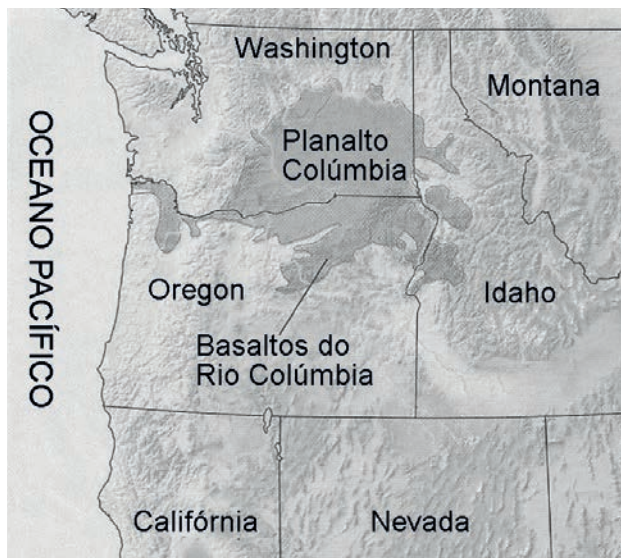 Washington
Montana
OCEANO PACÍFICO
Planalto
Colúmbia
Oregon
Idaho
Basaltos do
Rio Colúmbia
Califórnia
Nevada